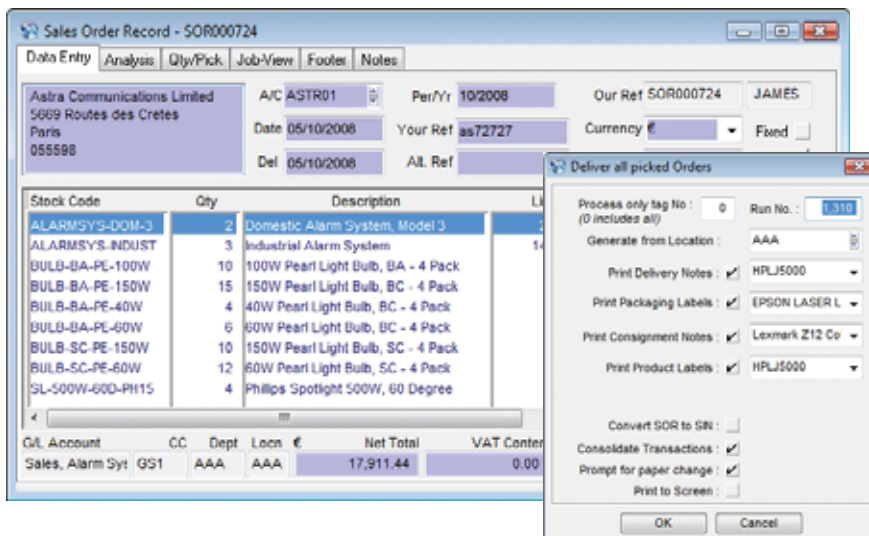 Sales Order Record - SOR000724
Data Entry Analysis Qty/Pick Job-View Footer Notes
Astra Communications Limited
5669 Routes des Cretes
Paris
055598
A/C ASTR01 Per/Yr 10/2008 Our Ref SOR000724 JAMES
Date 05/10/2008 Your Ref as72727 Currency € Fixed
Del 05/10/2008 Alt. Ref
Stock Code Qty Description
ALARMSYS-DOM-3 2 Domestic Alarm System, Model 3
ALARMSYS-INDUST 3 Industrial Alarm System
BULB-BA-PE-100W 10 100W Pearl Light Bulb, BA - 4 Pack
BULB-BA-PE-150W 15 150W Pearl Light Bulb, BC - 4 Pack
BULB-BA-PE-40W 4 40W Pearl Light Bulb, BC - 4 Pack
BULB-BA-PE-60W 6 60W Pearl Light Bulb, BC - 4 Pack
BULB-SC-PE-150W 10 150W Pearl Light Bulb, SC - 4 Pack
BULB-SC-PE-60W 12 60W Pearl Light Bulb, SC - 4 Pack
SL-500W-60D-PH15 4 Phillips Spotlight 500W, 60 Degree
G/L Account CC Dept Locn € Net Total VAT Conten
Sales, Alarm Sys GS1 AAA AAA 17,911.44 0.00
Deliver all picked Orders
Process only tag No : 0 Run No. : 1,310
(0 includes all)
Generate from Location : AAA
Print Delivery Notes : HPLJ5000
Print Packaging Labels : EPSON LASER L
Print Consignment Notes : Lexmark Z12 Co
Print Product Labels : HPLJ5000
Convert SOR to SIN :
Consolidate Transactions :
Prompt for paper change :
Print to Screen :
OK Cancel